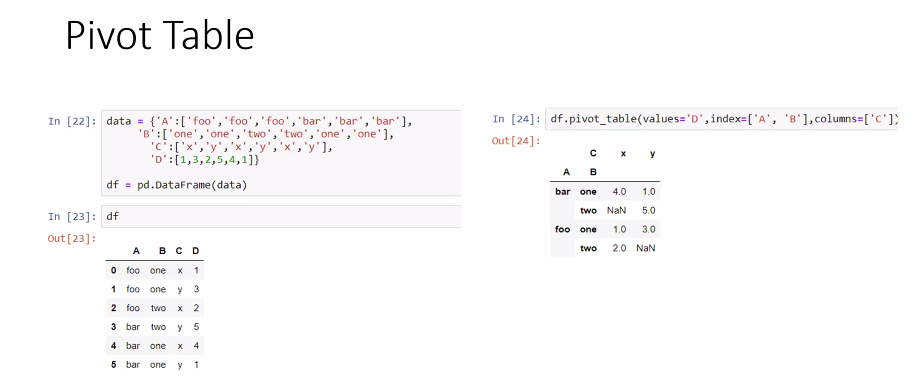 Pivot Table
In [22]: data = {'A':['foo','foo','foo','bar','bar','bar'],
'B':['one','one','two','two','one','one'],
'C':['x','y','x','y','x','y'],
'D':[1,3,2,5,4,1]}
df = pd.DataFrame(data)
In [23]: df
Out[23]:
A B C D
0 foo one x 1
1 foo one y 3
2 foo two x 2
3 bar two y 5
4 bar one x 4
5 bar one y 1
In [24]: df.pivot_table(values='D',index=['A', 'B'],columns=['C'])
Out[24]:
C x y
A B
bar one 4.0 1.0
two NaN 5.0
foo one 1.0 3.0
two 2.0 NaN